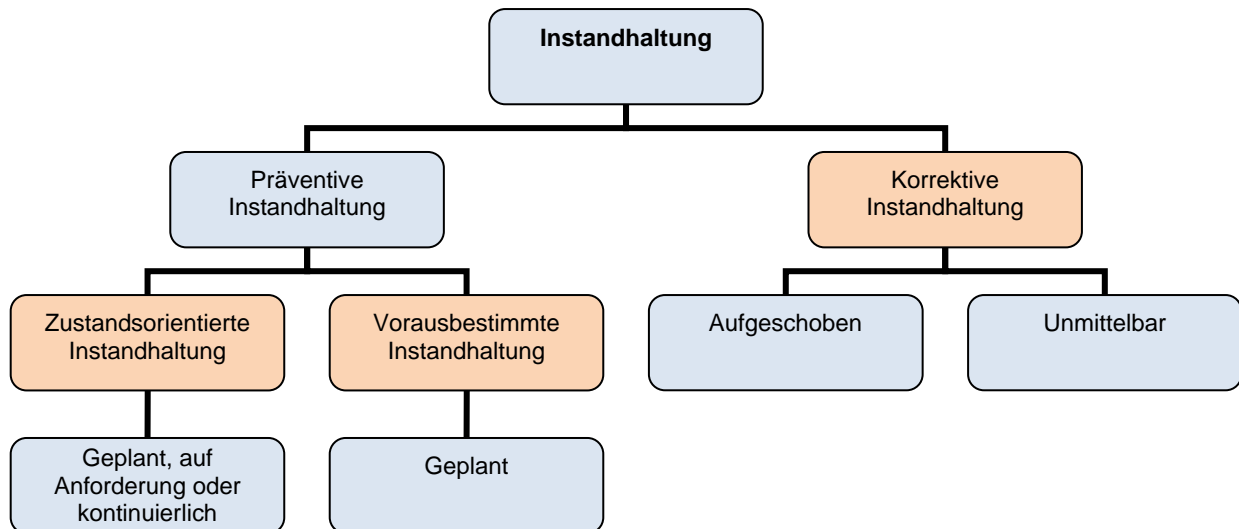 Instandhaltung
Präventive
Instandhaltung
Korrektive
Instandhaltung
Zustandsorientierte
Instandhaltung
Vorausbestimmte
Instandhaltung
Aufgeschoben
Unmittelbar
Geplant, auf
Anforderung oder
kontinuierlich
Geplant